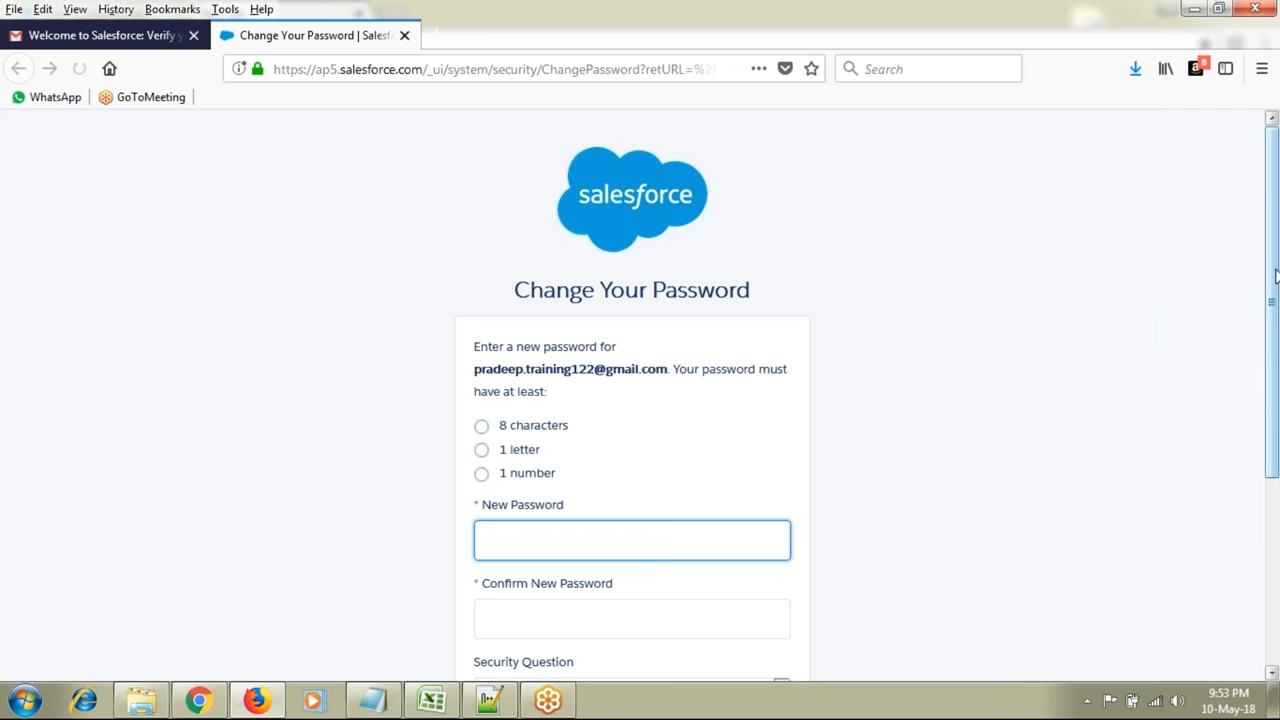 File Edit View History Bookmarks Tools Help
Welcome to Salesforce: Verify y
Change Your Password | Salesf
https://ap5.salesforce.com/_ui/system/security/ChangePassword?retURL=%2F
Search
8
WhatsApp
GoToMeeting
salesforce
Change Your Password
Enter a new password for
pradeep.training122@gmail.com. Your password must
have at least:
8 characters
1 letter
1 number
* New Password
* Confirm New Password
Security Question
9:53 PM
10-May-18